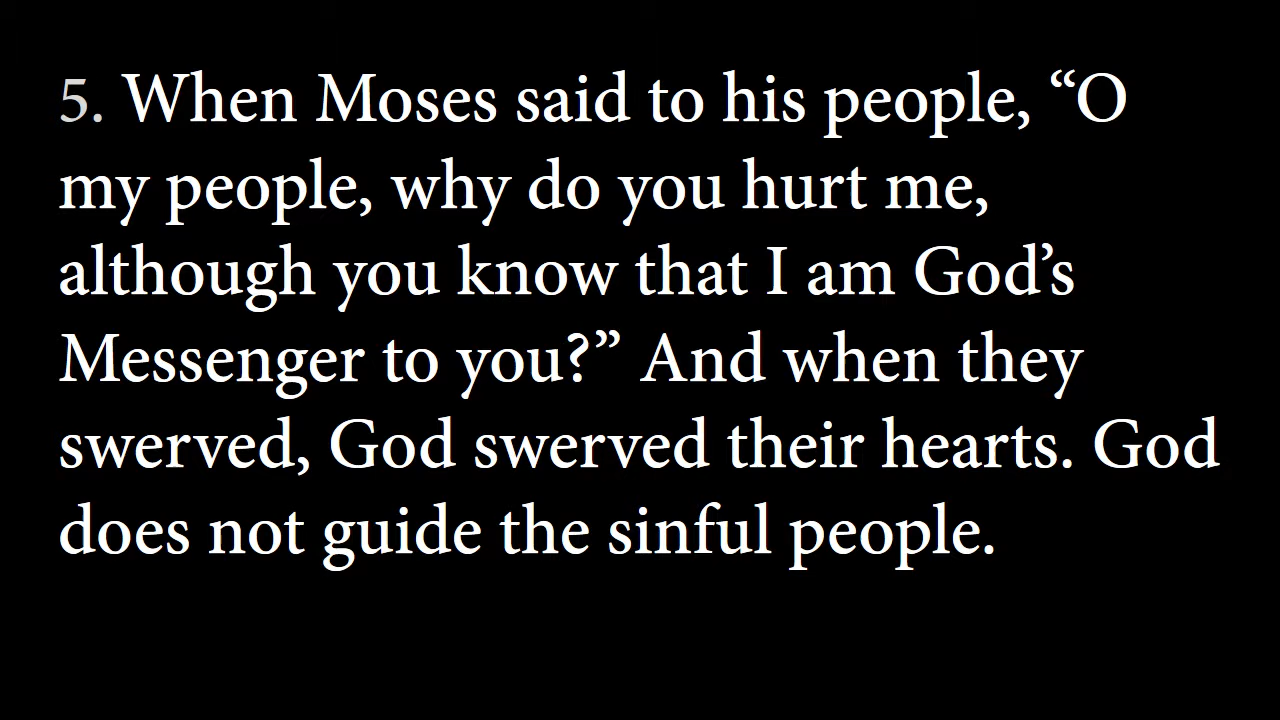 5. When Moses said to his people, “O
my people, why do you hurt me,
although you know that I am God’s
Messenger to you?” And when they
swerved, God swerved their hearts. God
does not guide the sinful people.